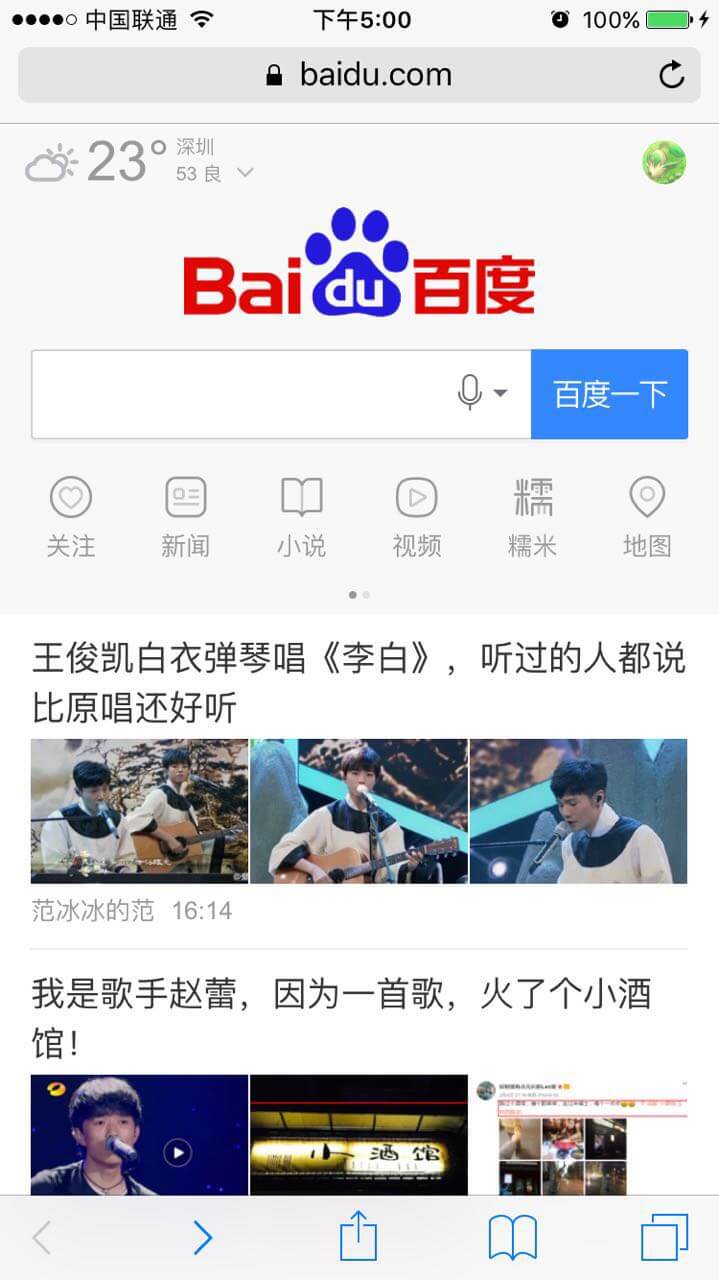 中国联通
下午5:00
100%
baidu.com
23°
深圳
53 良
Bai du 百度
百度一下
关注
新闻
小说
视频
糯
糯米
地图
王俊凯白衣弹琴唱《李白》，听过的人都说
比原唱还好听
范冰冰的范 16:14
我是歌手赵蕾，因为一首歌，火了个小酒
馆！
小酒馆